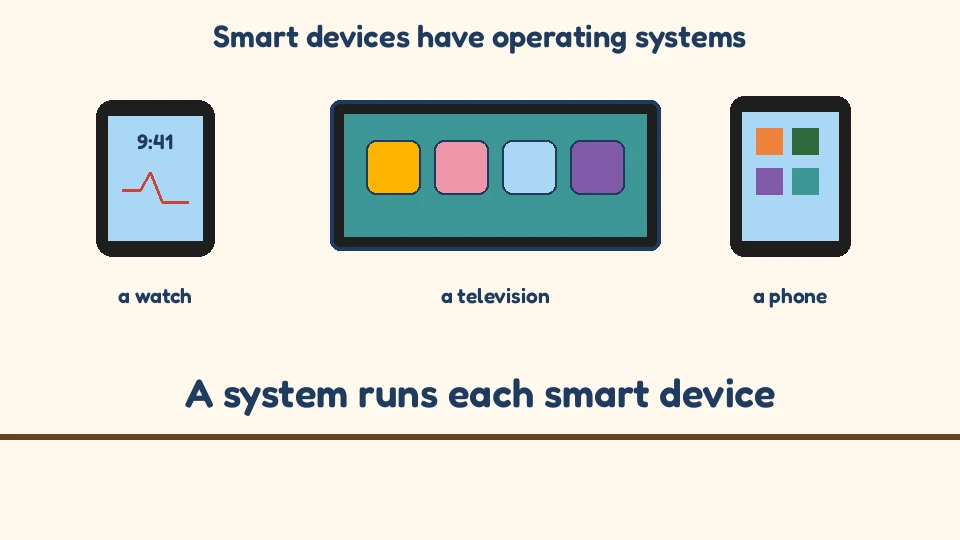 Smart devices have operating systems
9:41
a watch
a television
a phone
A system runs each smart device